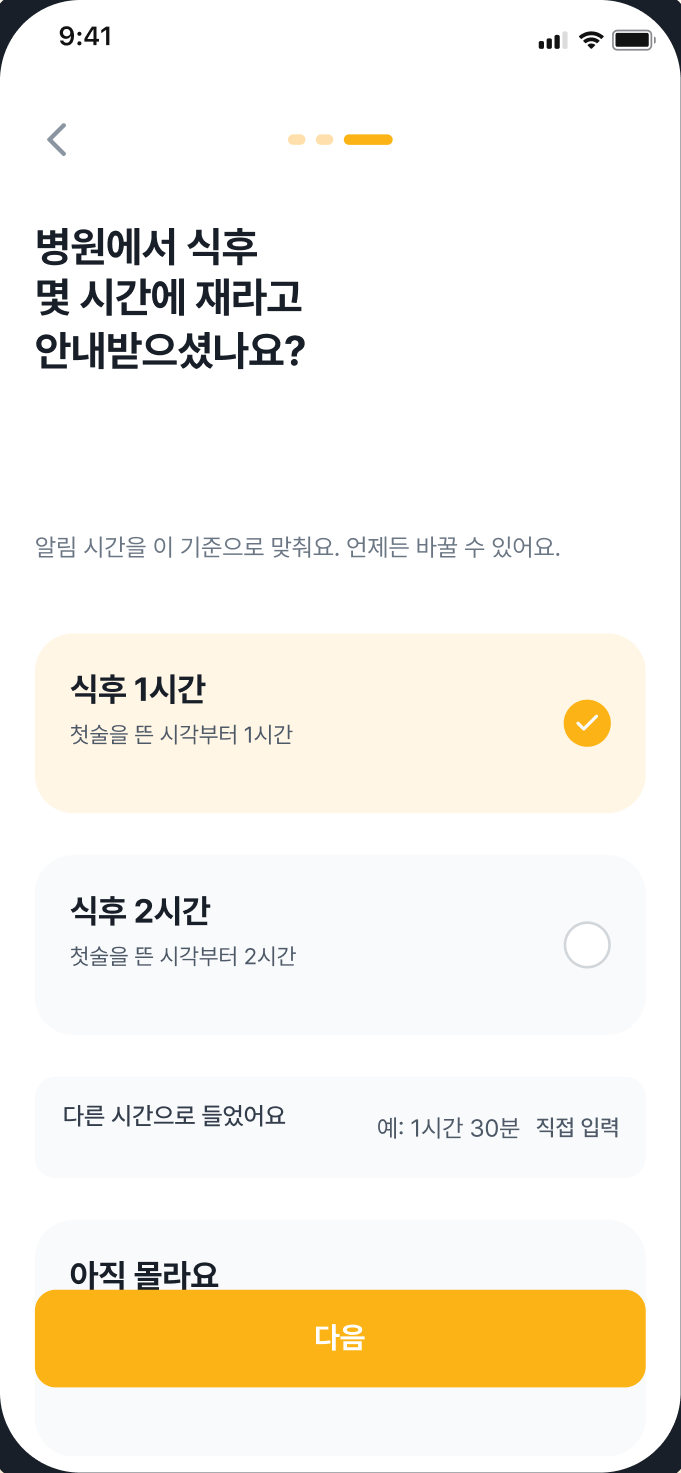 9:41
병원에서 식후
몇 시간에 재라고
안내받으셨나요?
알림 시간을 이 기준으로 맞춰요. 언제든 바꿀 수 있어요.
식후 1시간
첫술을 뜬 시각부터 1시간
식후 2시간
첫술을 뜬 시각부터 2시간
다른 시간으로 들었어요
예: 1시간 30분 직접 입력
아직 몰라요
다음